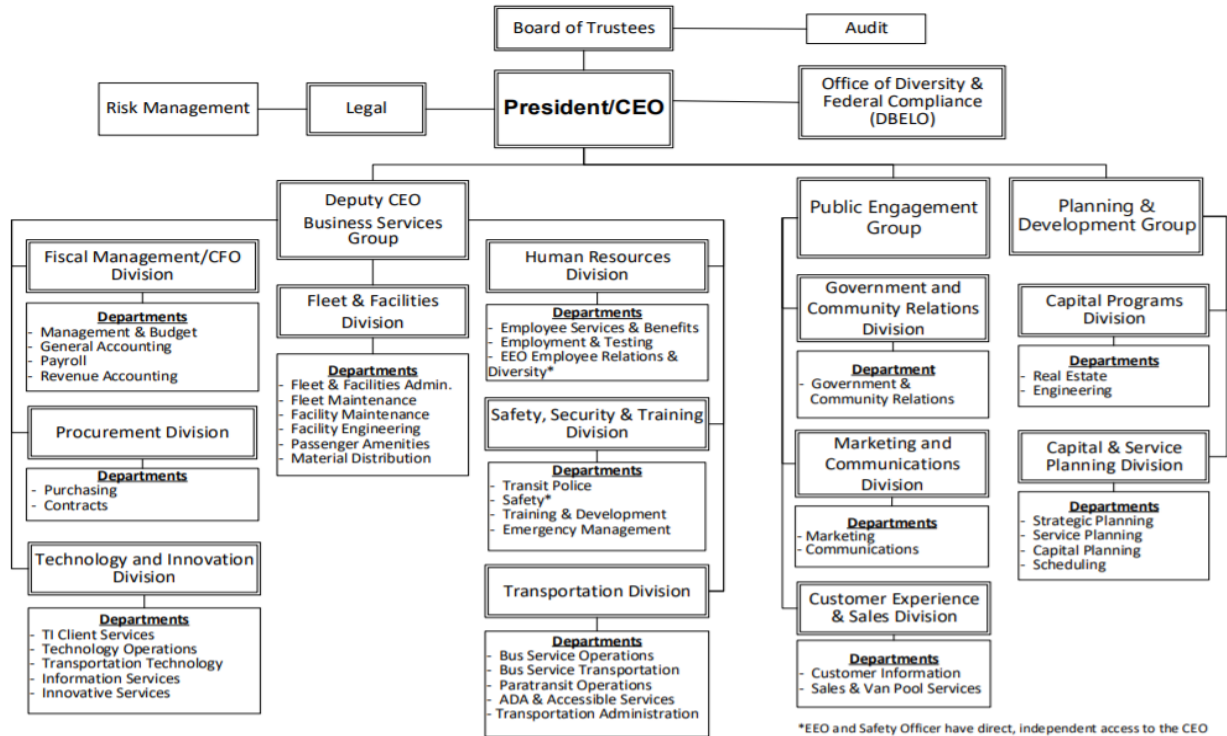 Board of Trustees
Audit
Risk Management
Legal
President/CEO
Office of Diversity &
Federal Compliance
(DBELO)
Deputy CEO
Business Services
Group
Public Engagement
Group
Planning &
Development Group
Fiscal Management/CFO
Division
Departments
- Management & Budget
- General Accounting
- Payroll
- Revenue Accounting
Procurement Division
Departments
- Purchasing
- Contracts
Technology and Innovation
Division
Departments
- TI Client Services
- Technology Operations
- Transportation Technology
- Information Services
- Innovative Services
Fleet & Facilities
Division
Departments
- Fleet & Facilities Admin.
- Fleet Maintenance
- Facility Maintenance
- Facility Engineering
- Passenger Amenities
- Material Distribution
Human Resources
Division
Departments
- Employee Services & Benefits
- Employment & Testing
- EEO Employee Relations &
Diversity*
Safety, Security & Training
Division
Departments
- Transit Police
- Safety*
- Training & Development
- Emergency Management
Transportation Division
Departments
- Bus Service Operations
- Bus Service Transportation
- Paratransit Operations
- ADA & Accessible Services
- Transportation Administration
Government and
Community Relations
Division
Department
- Government &
Community Relations
Marketing and
Communications
Division
Departments
- Marketing
- Communications
Customer Experience
& Sales Division
Departments
- Customer Information
- Sales & Van Pool Services
Capital Programs
Division
Departments
- Real Estate
- Engineering
Capital & Service
Planning Division
Departments
- Strategic Planning
- Service Planning
- Capital Planning
- Scheduling
*EEO and Safety Officer have direct, independent access to the CEO